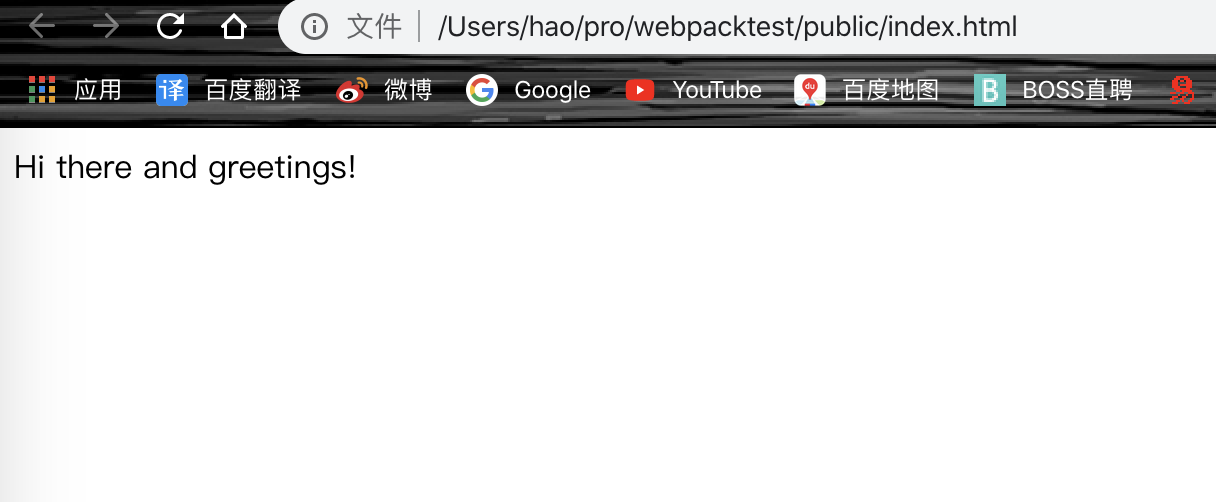 文件 /Users/hao/pro/webpacktest/public/index.html
应用 译 百度翻译 微博 Google YouTube du 百度地图 B BOSS直聘
Hi there and greetings!